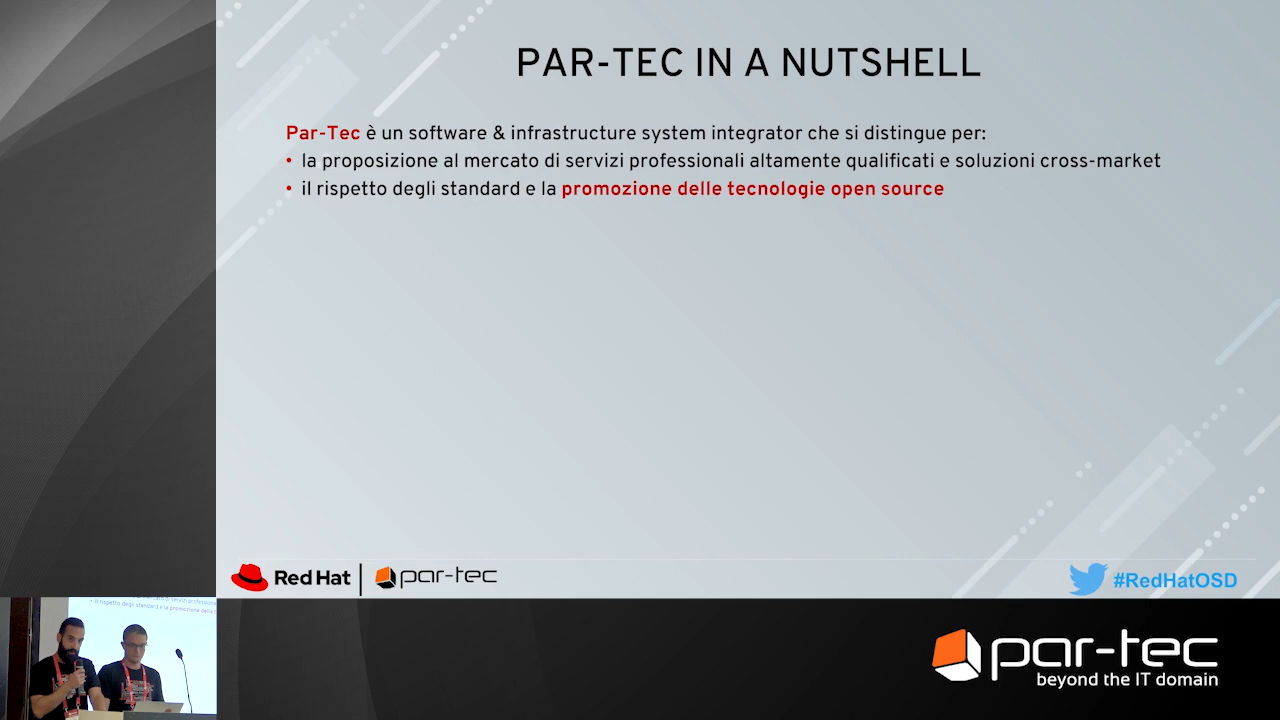 PAR-TEC IN A NUTSHELL
Par-Tec è un software & infrastructure system integrator che si distingue per:
• la proposizione al mercato di servizi professionali altamente qualificati e soluzioni cross-market
• il rispetto degli standard e la promozione delle tecnologie open source
Red Hat | par-tec
#RedHatOSD
par-tec
beyond the IT domain